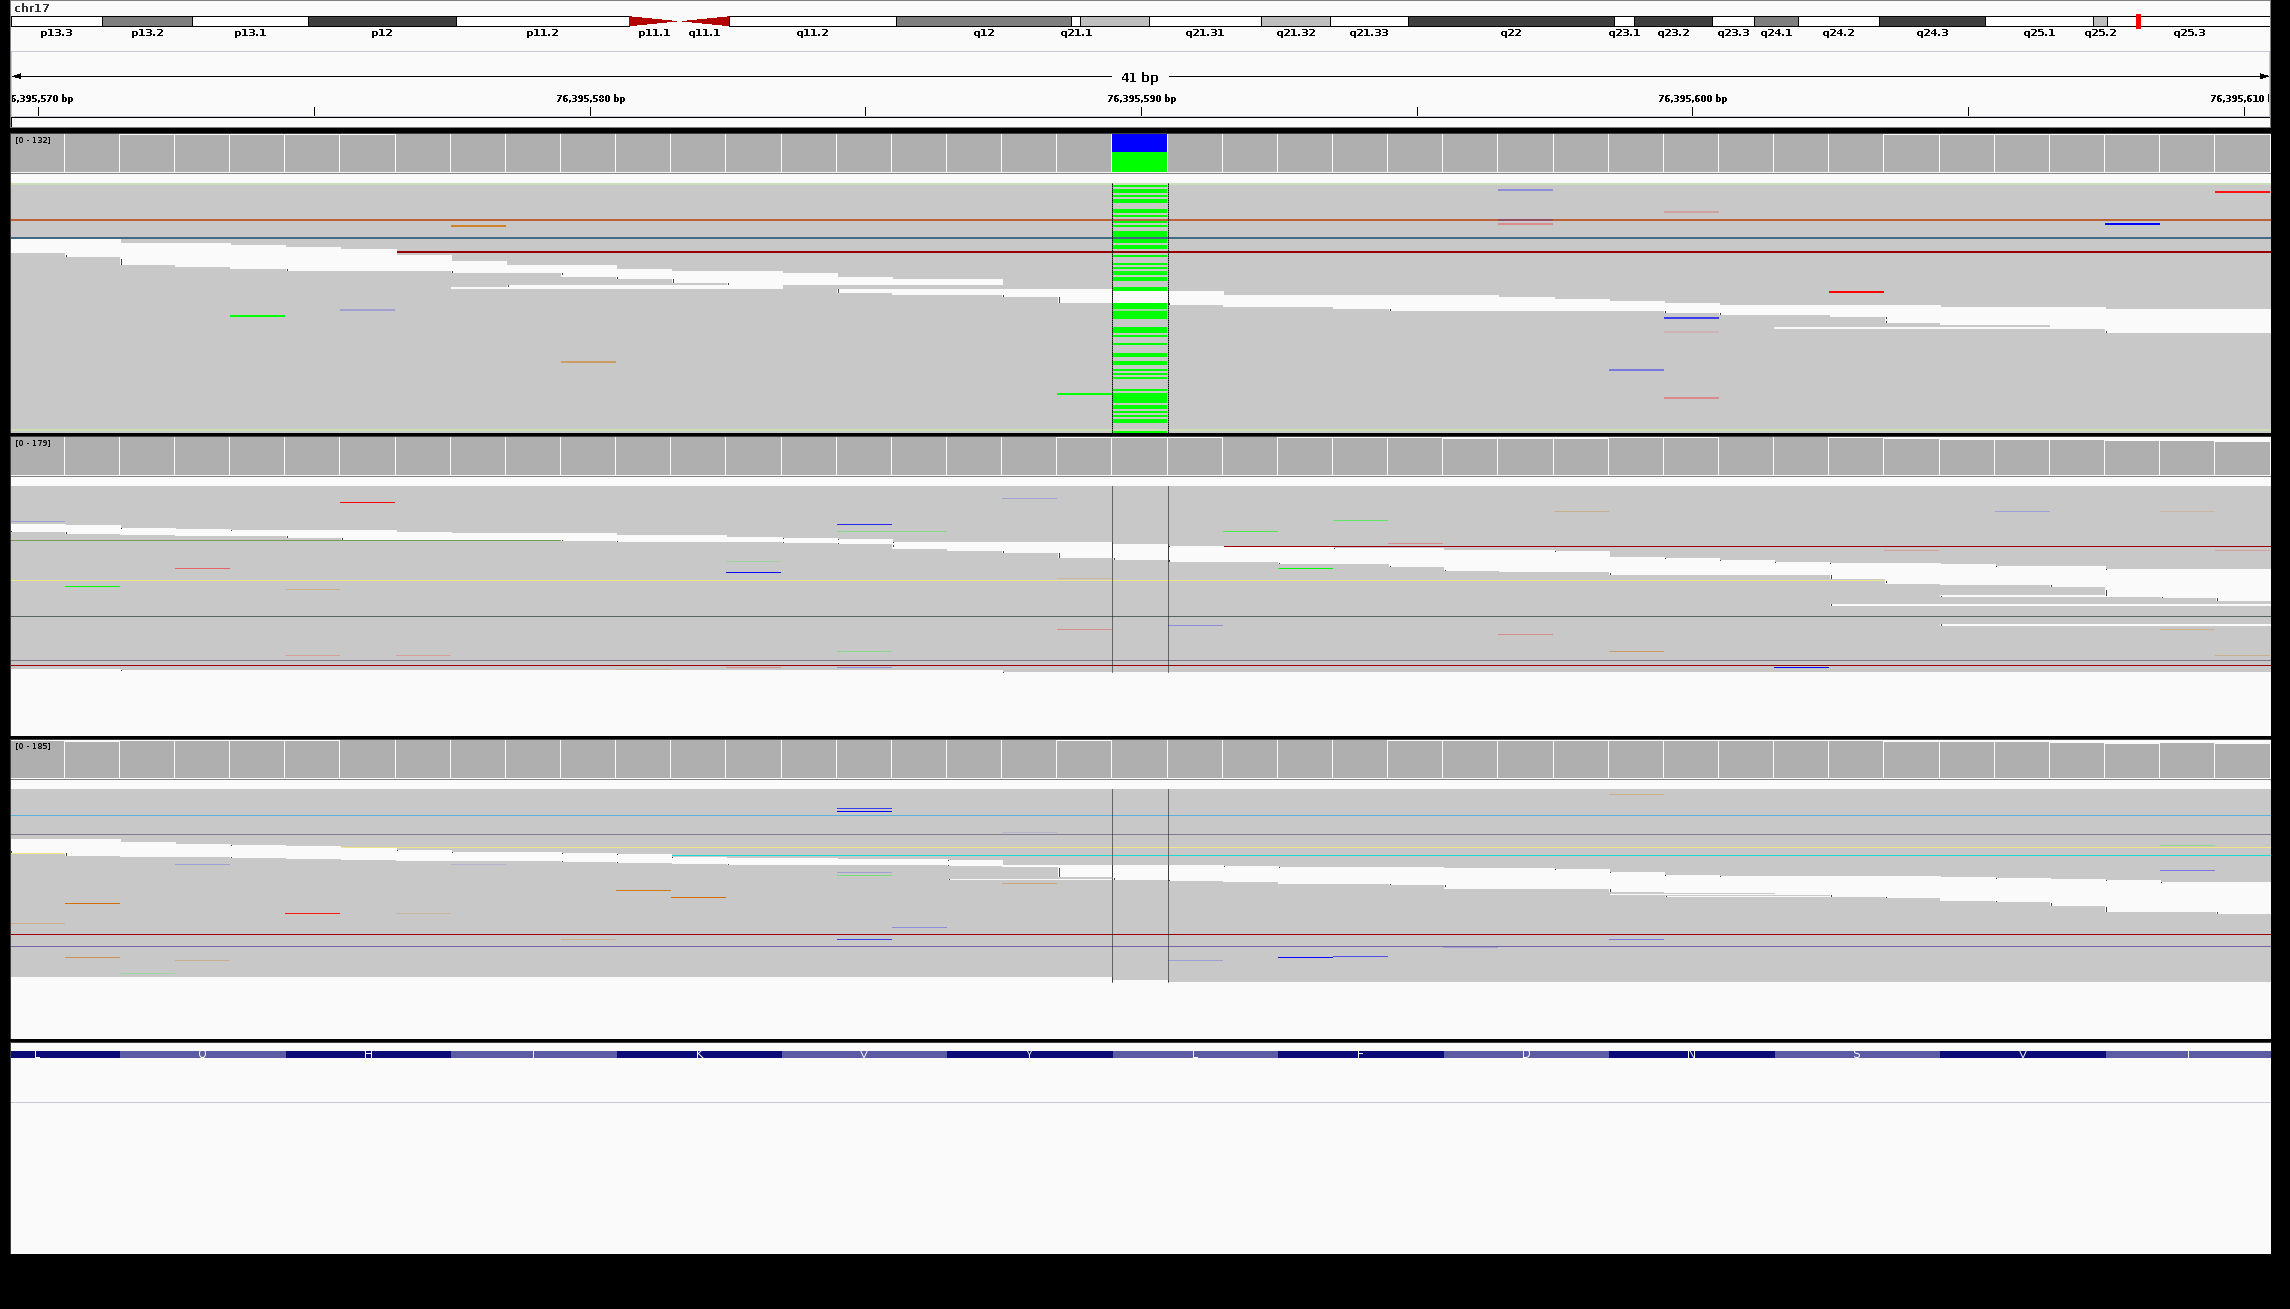 chr17
p13.3 p13.2 p13.1 p12 p11.2 p11.1 q11.1 q11.2 q12 q21.1 q21.31 q21.32 q21.33 q22 q23.1 q23.2 q23.3 q24.1 q24.2 q24.3 q25.1 q25.2 q25.3
41 bp
6,395,570 bp 76,395,580 bp 76,395,590 bp 76,395,600 bp 76,395,610
[0 - 132]
[0 - 179]
[0 - 185]
H K V Y L D N S V